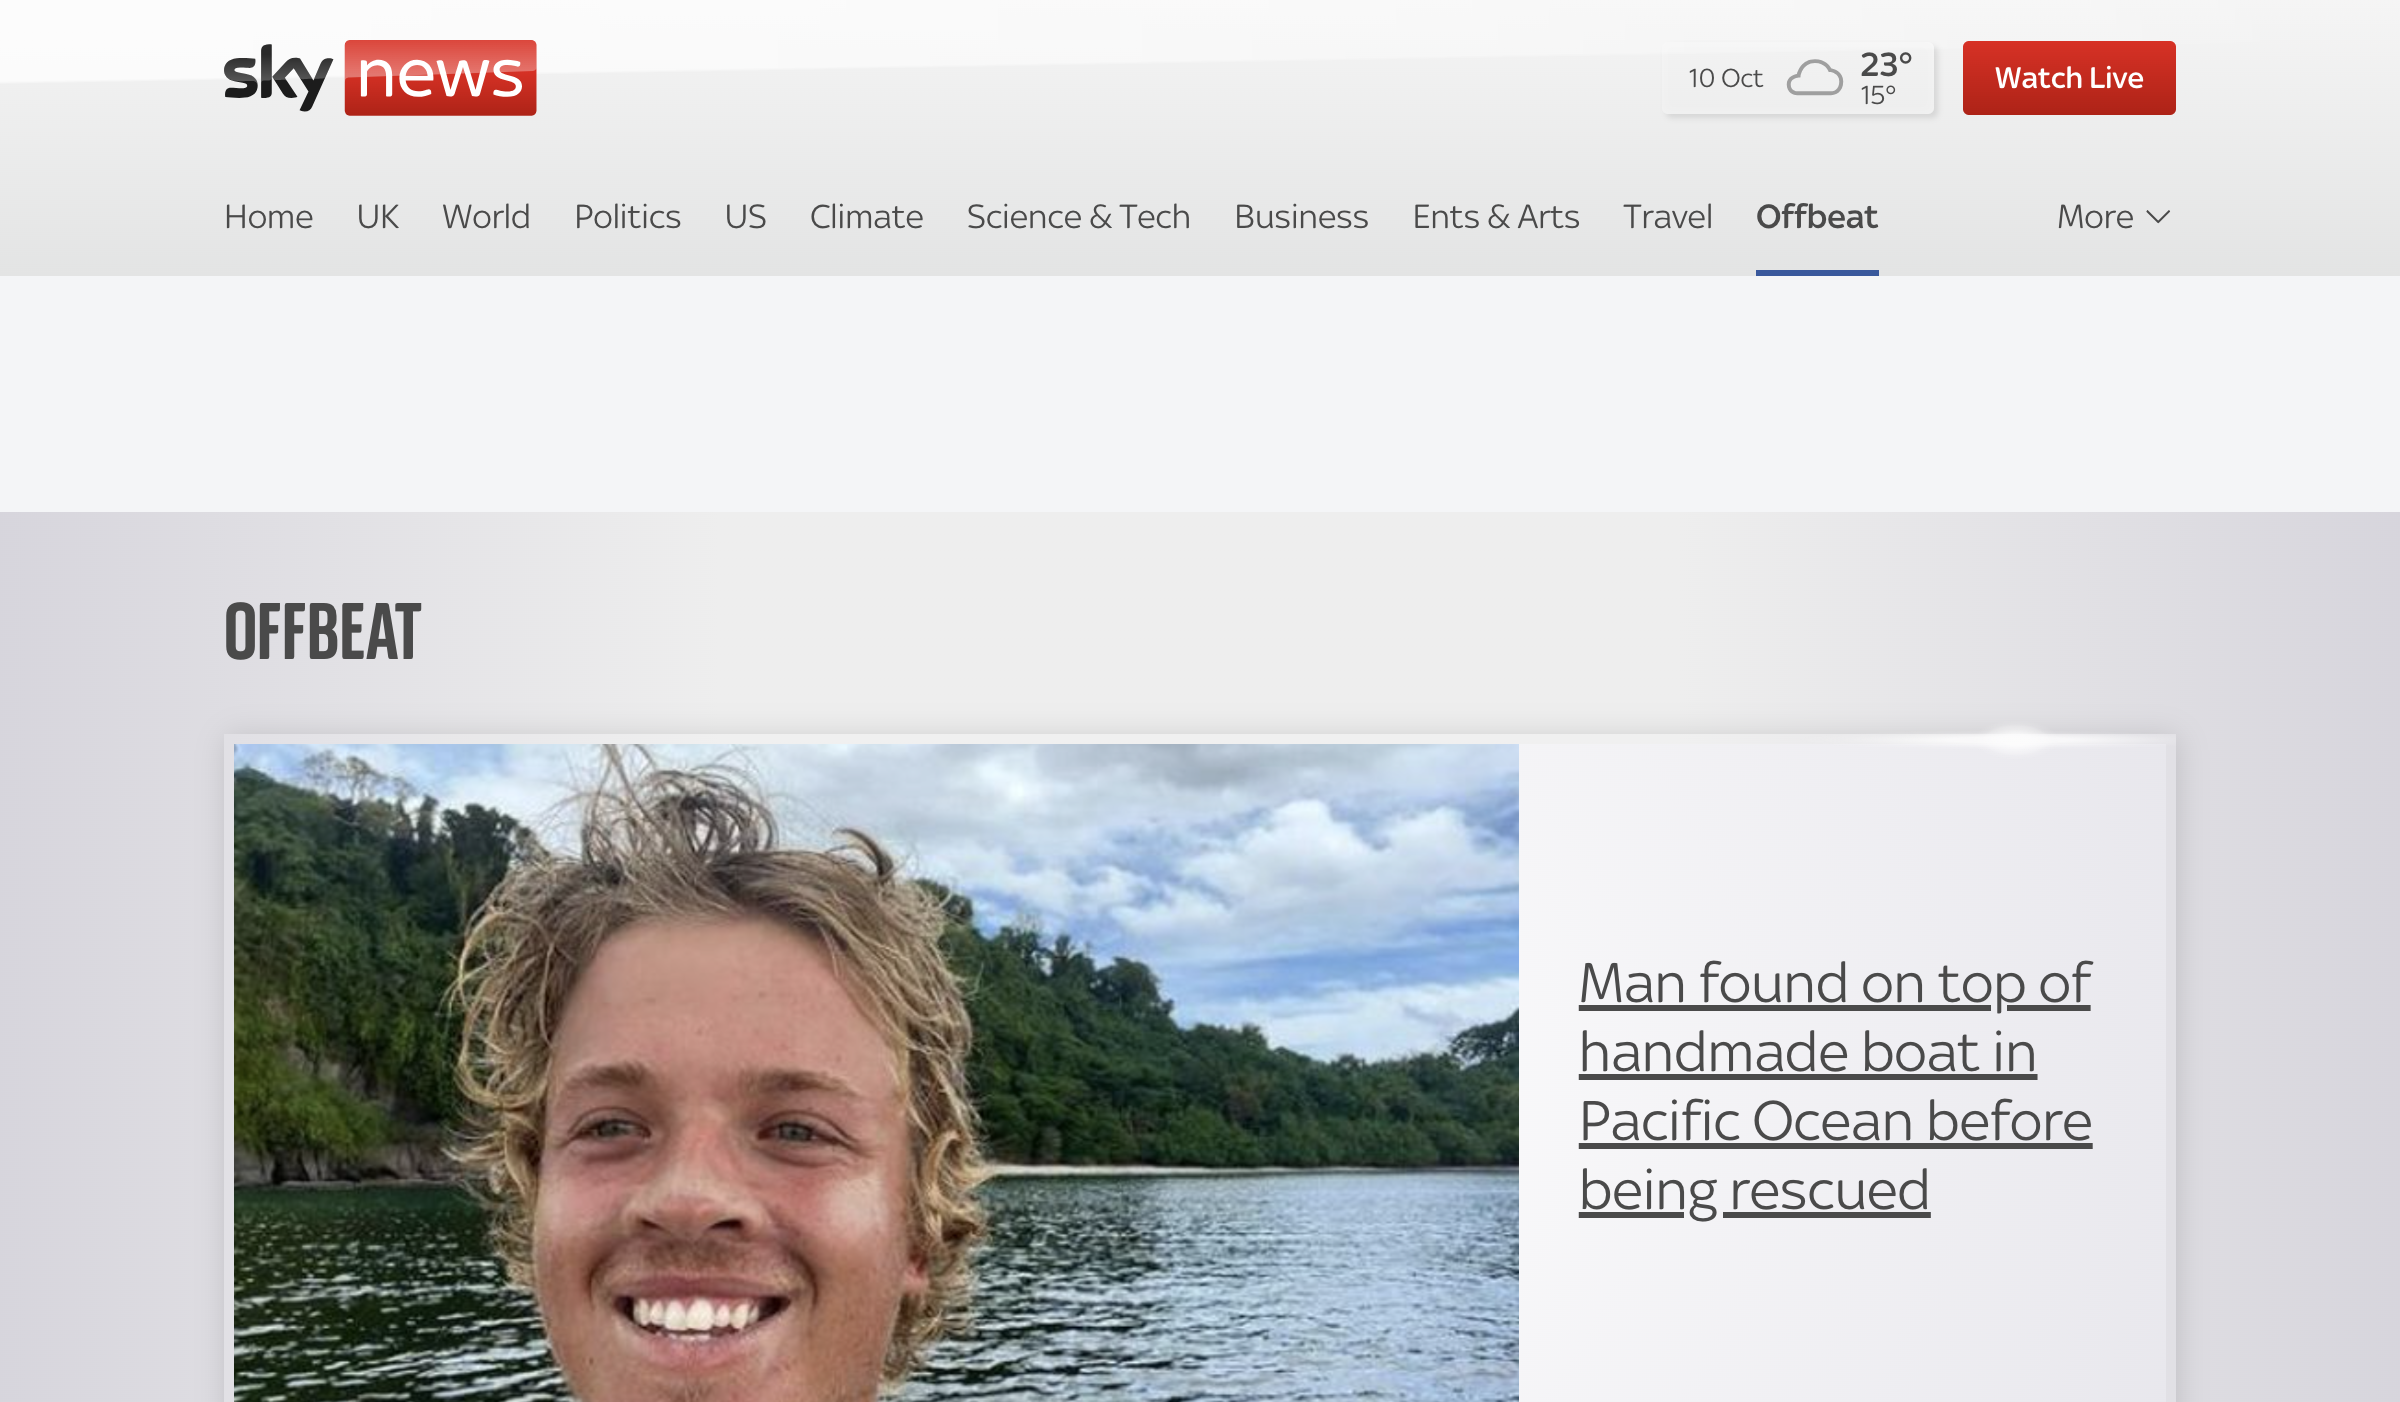 sky news
10 Oct
23°
15°
Watch Live
Home UK World Politics US Climate Science & Tech Business Ents & Arts Travel Offbeat More
OFFBEAT
Man found on top of
handmade boat in
Pacific Ocean before
being rescued